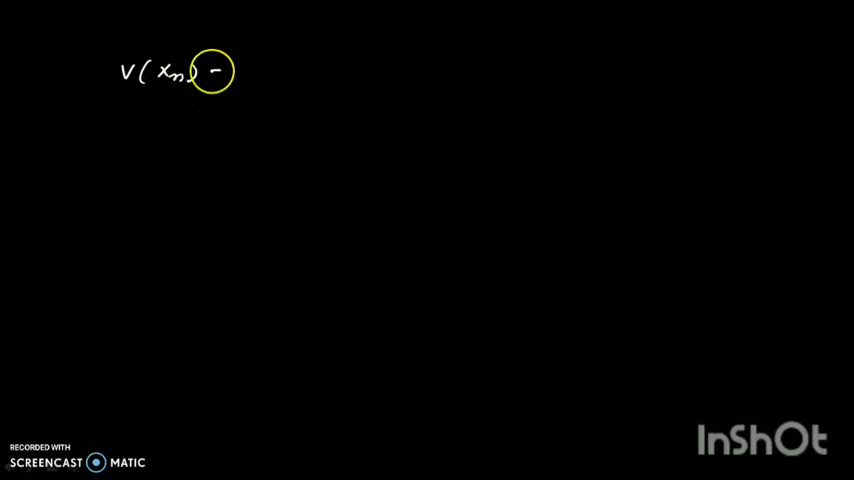 V(Xn) -
RECORDED WITH
SCREENCAST MATIC
InShOt